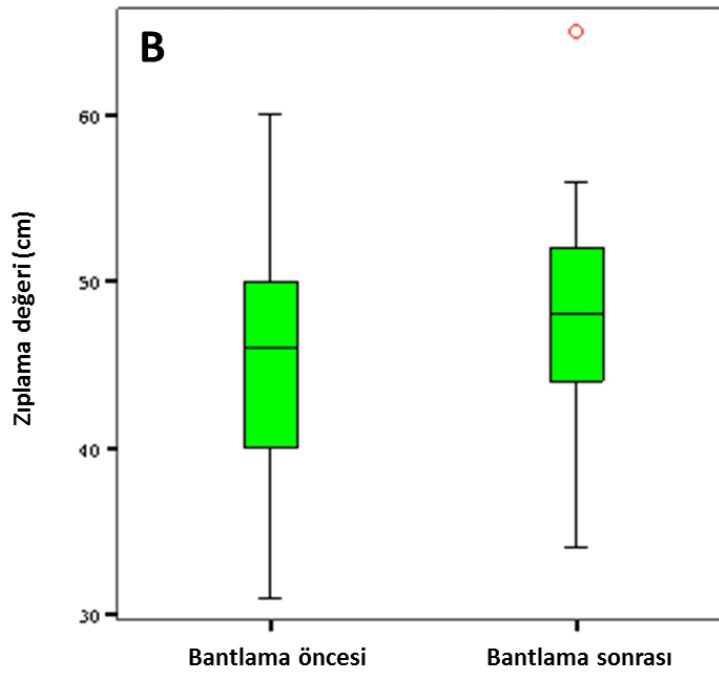 B
60
50
40
30
Zıplama değeri (cm)
Bantlama öncesi
Bantlama sonrası